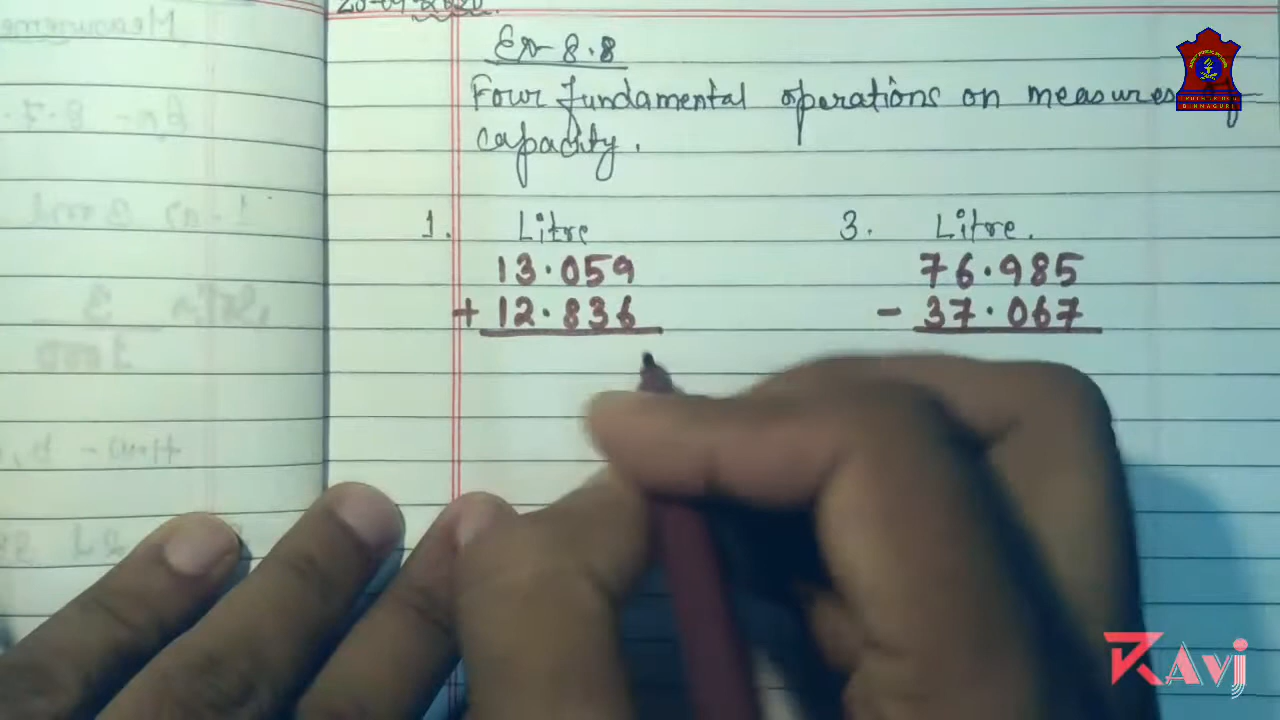 Ex- 8.8
Four fundamental operations on measures of
capacity.
1. Litre
13.059
+ 12.836
3. Litre.
76.985
- 37.067
RAvj